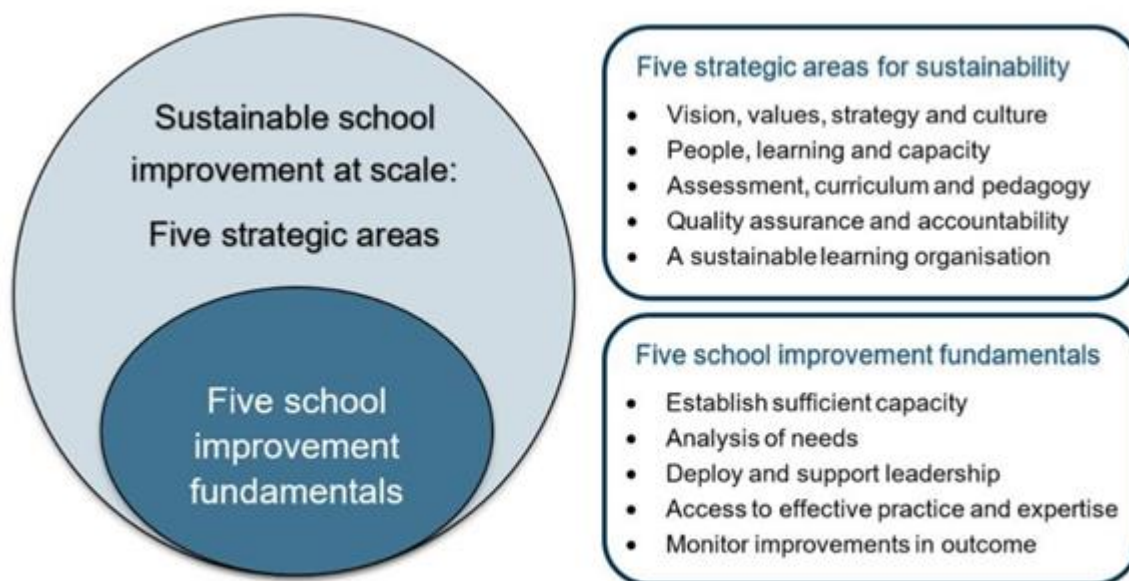 Sustainable school
improvement at scale:
Five strategic areas
Five school
improvement
fundamentals
Five strategic areas for sustainability
• Vision, values, strategy and culture
• People, learning and capacity
• Assessment, curriculum and pedagogy
• Quality assurance and accountability
• A sustainable learning organisation
Five school improvement fundamentals
• Establish sufficient capacity
• Analysis of needs
• Deploy and support leadership
• Access to effective practice and expertise
• Monitor improvements in outcome